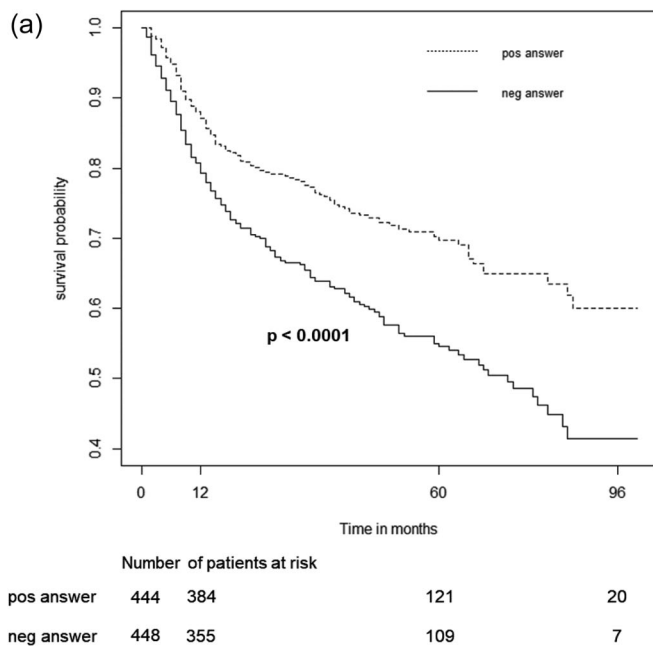 (a)
1.0
0.9
0.8
0.7
0.6
0.5
0.4
survival probability
pos answer
neg answer
p < 0.0001
0 12 60 96
Time in months
Number of patients at risk
pos answer 444 384 121 20
neg answer 448 355 109 7